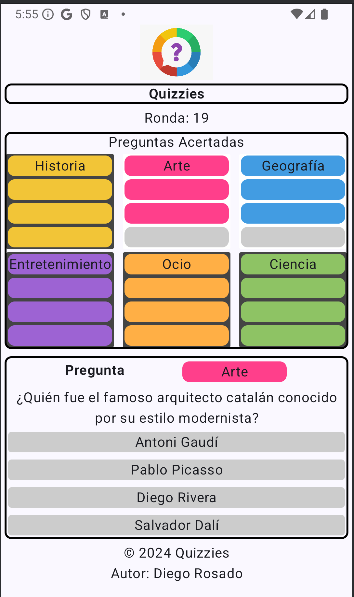 5:55
?
Quizzies
Ronda: 19
Preguntas Acertadas
Historia Arte Geografía
Entretenimiento Ocio Ciencia
Pregunta Arte
¿Quién fue el famoso arquitecto catalán conocido
por su estilo modernista?
Antoni Gaudí
Pablo Picasso
Diego Rivera
Salvador Dalí
© 2024 Quizzies
Autor: Diego Rosado